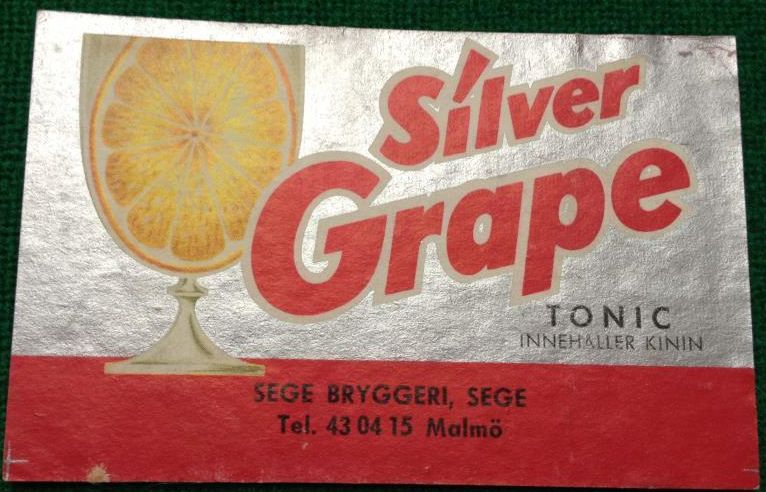 Silver
Grape
TONIC
INNEHÅLLER KININ
SEGE BRYGGERI, SEGE
Tel. 43 04 15 Malmö